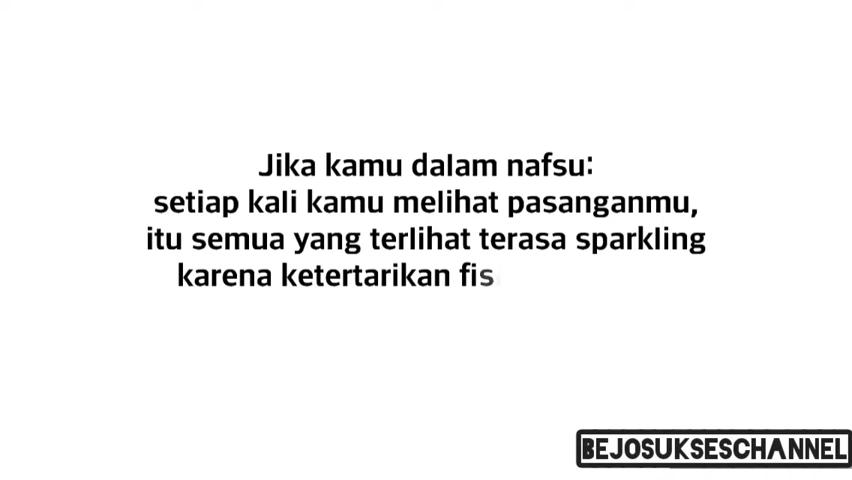 Jika kamu dalam nafsu:
setiap kali kamu melihat pasanganmu,
itu semua yang terlihat terasa sparkling
karena ketertarikan fis
BEJOSUKSESCHANNEL